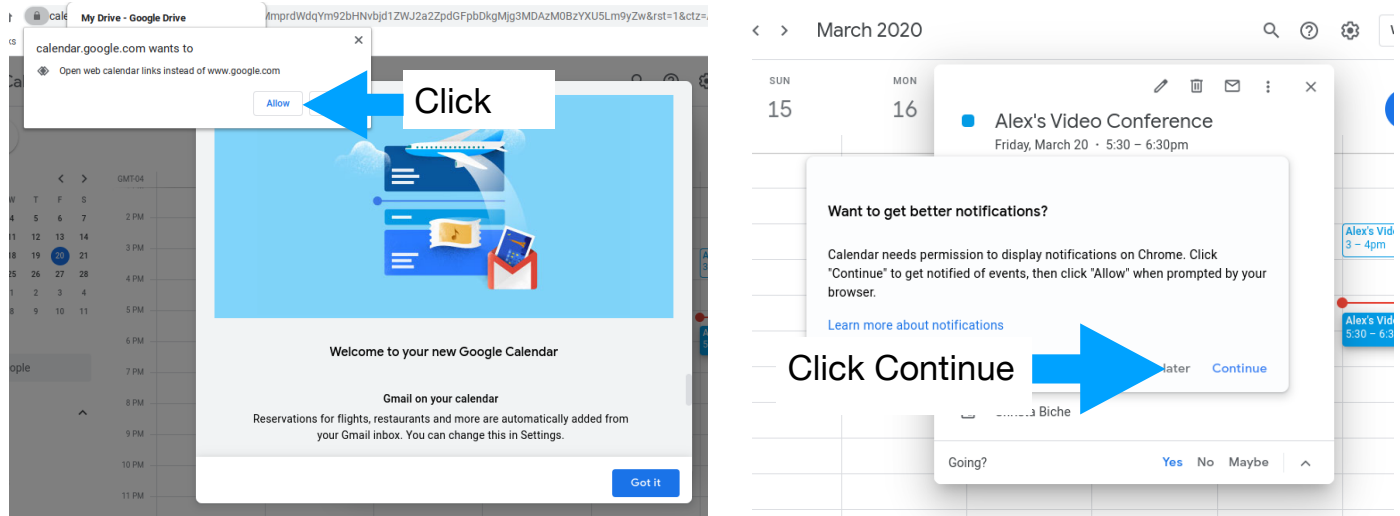 cale
My Drive - Google Drive
MmprdWdqYm92bHNvbjd1ZWJ2a2ZpdGFpbDkgMjg3MDAzM0BzYXU5Lm9yZw&rst=1&ctz=
calendar.google.com wants to
Open web calendar links instead of www.google.com
Allow
Click
GMT-04
W T F S
4 5 6 7
11 12 13 14
18 19 20 21
25 26 27 28
1 2 3 4
8 9 10 11
2 PM
3 PM
4 PM
5 PM
6 PM
7 PM
8 PM
9 PM
10 PM
11 PM
ople
Welcome to your new Google Calendar
Gmail on your calendar
Reservations for flights, restaurants and more are automatically added from
your Gmail inbox. You can change this in Settings.
Got it
March 2020
SUN
15
MON
16
Alex's Video Conference
Friday, March 20 · 5:30 – 6:30pm
Want to get better notifications?
Calendar needs permission to display notifications on Chrome. Click
"Continue" to get notified of events, then click "Allow" when prompted by your
browser.
Learn more about notifications
Click Continue
later
Continue
Biche
Going?
Yes No Maybe
Alex's Vide
3 – 4pm
Alex's Vid
5:30 – 6:3